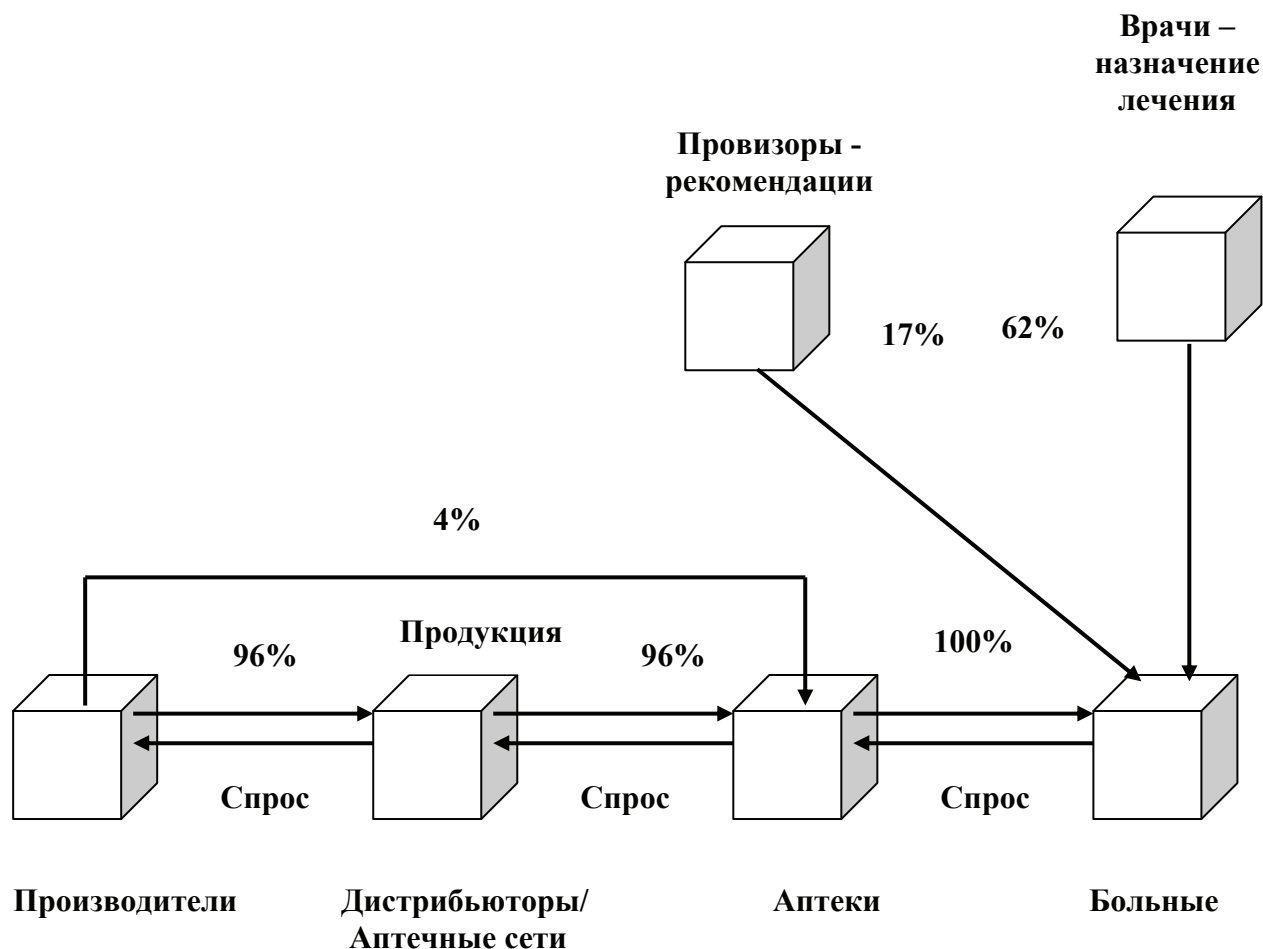 Врачи –
назначение
лечения
Провизоры -
рекомендации
17%
62%
4%
Продукция
96%
96%
100%
Спрос
Спрос
Спрос
Производители
Дистрибьюторы/
Аптечные сети
Аптеки
Больные